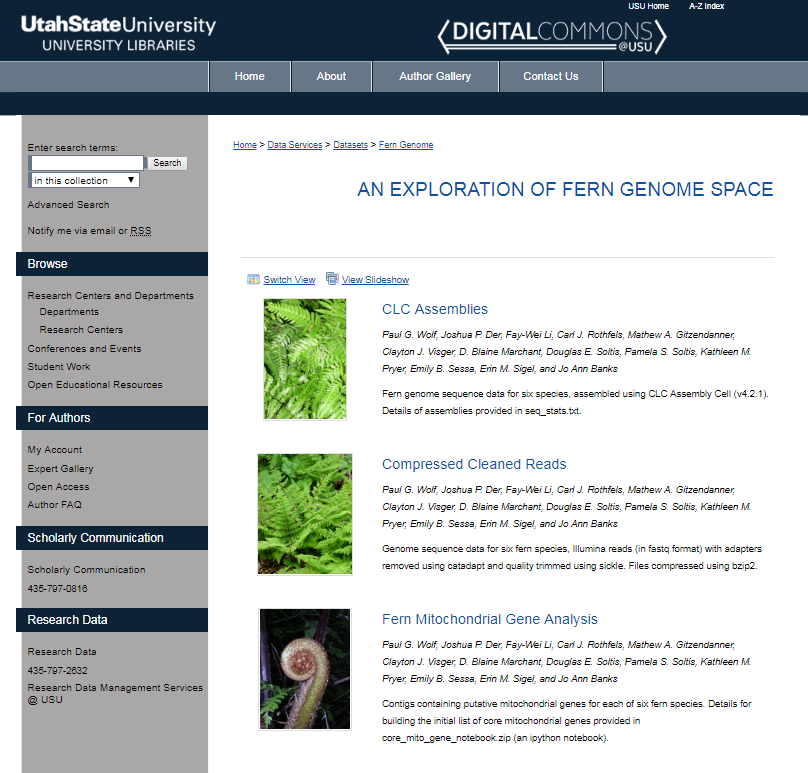 USU Home A-Z Index
UtahStateUniversity
UNIVERSITY LIBRARIES
DIGITALCOMMONS
@USU
Home About Author Gallery Contact Us
Enter search terms:
Search
in this collection
Advanced Search
Notify me via email or RSS
Browse
Research Centers and Departments
Departments
Research Centers
Conferences and Events
Student Work
Open Educational Resources
For Authors
My Account
Expert Gallery
Open Access
Author FAQ
Scholarly Communication
Scholarly Communication
435-797-0816
Research Data
Research Data
435-797-2632
Research Data Management Services
@ USU
Home > Data Services > Datasets > Fern Genome
AN EXPLORATION OF FERN GENOME SPACE
Switch View View Slideshow
CLC Assemblies
Paul G. Wolf, Joshua P. Der, Fay-Wei Li, Carl J. Rothfels, Mathew A. Gitzendanner,
Clayton J. Visger, D. Blaine Marchant, Douglas E. Soltis, Pamela S. Soltis, Kathleen M.
Pryer, Emily B. Sessa, Erin M. Sigel, and Jo Ann Banks
Fern genome sequence data for six species, assembled using CLC Assembly Cell (v4.2.1).
Details of assemblies provided in seq_stats.txt.
Compressed Cleaned Reads
Paul G. Wolf, Joshua P. Der, Fay-Wei Li, Carl J. Rothfels, Mathew A. Gitzendanner,
Clayton J. Visger, D. Blaine Marchant, Douglas E. Soltis, Pamela S. Soltis, Kathleen M.
Pryer, Emily B. Sessa, Erin M. Sigel, and Jo Ann Banks
Genome sequence data for six fern species, Illumina reads (in fastq format) with adapters
removed using catadapt and quality trimmed using sickle. Files compressed using bzip2.
Fern Mitochondrial Gene Analysis
Paul G. Wolf, Joshua P. Der, Fay-Wei Li, Carl J. Rothfels, Mathew A. Gitzendanner,
Clayton J. Visger, D. Blaine Marchant, Douglas E. Soltis, Pamela S. Soltis, Kathleen M.
Pryer, Emily B. Sessa, Erin M. Sigel, and Jo Ann Banks
Contigs containing putative mitochondrial genes for each of six fern species. Details for
building the initial list of core mitochondrial genes provided in
core_mito_gene_notebook.zip (an ipython notebook).